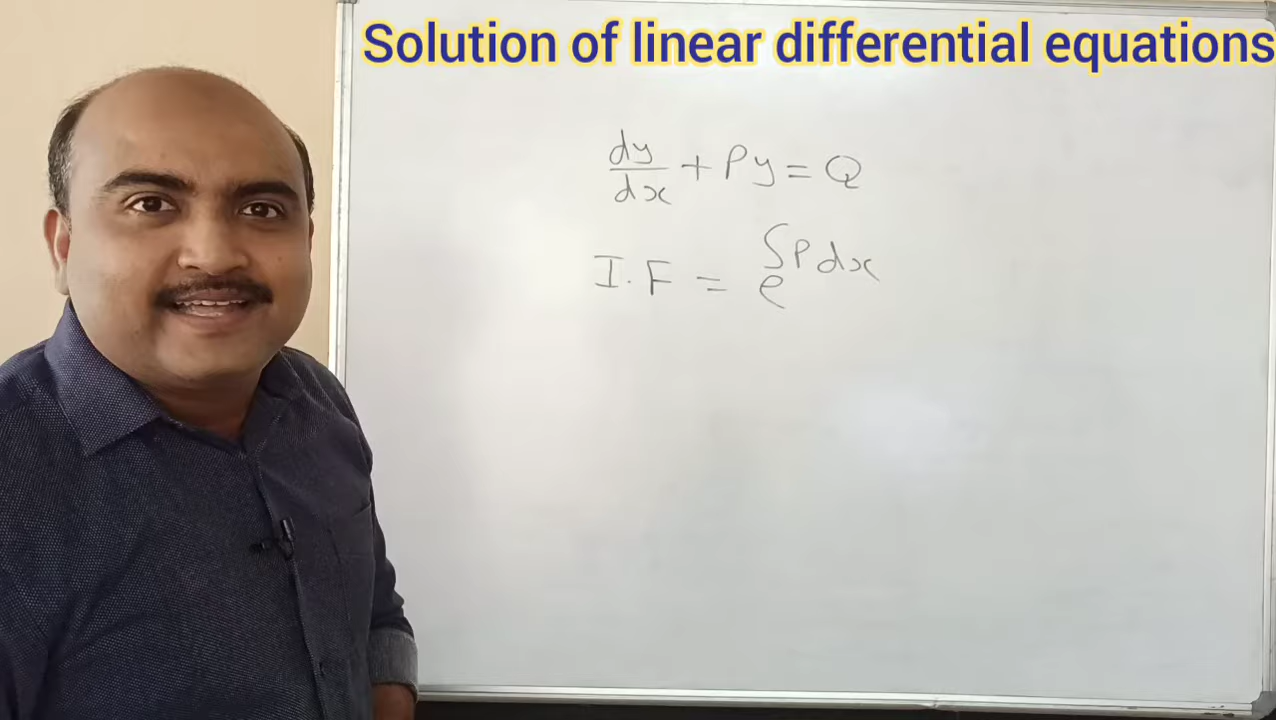 Solution of linear differential equations
dy/dx + Py = Q
I.F = e^∫P dx